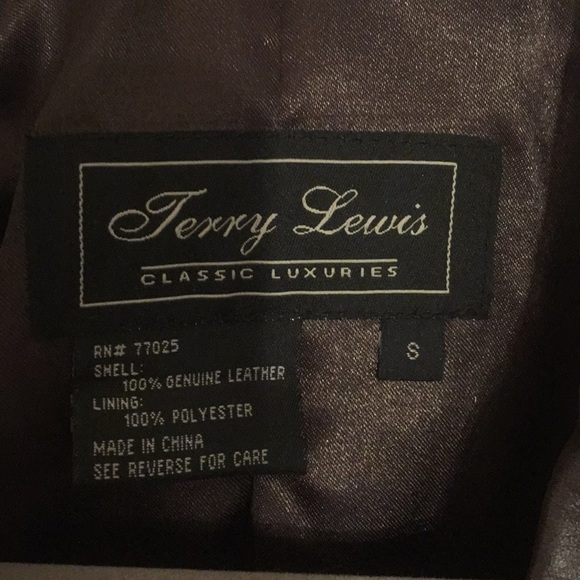 Terry Lewis
CLASSIC LUXURIES
S
RN# 77025
SHELL:
100% GENUINE LEATHER
LINING:
100% POLYESTER
MADE IN CHINA
SEE REVERSE FOR CARE